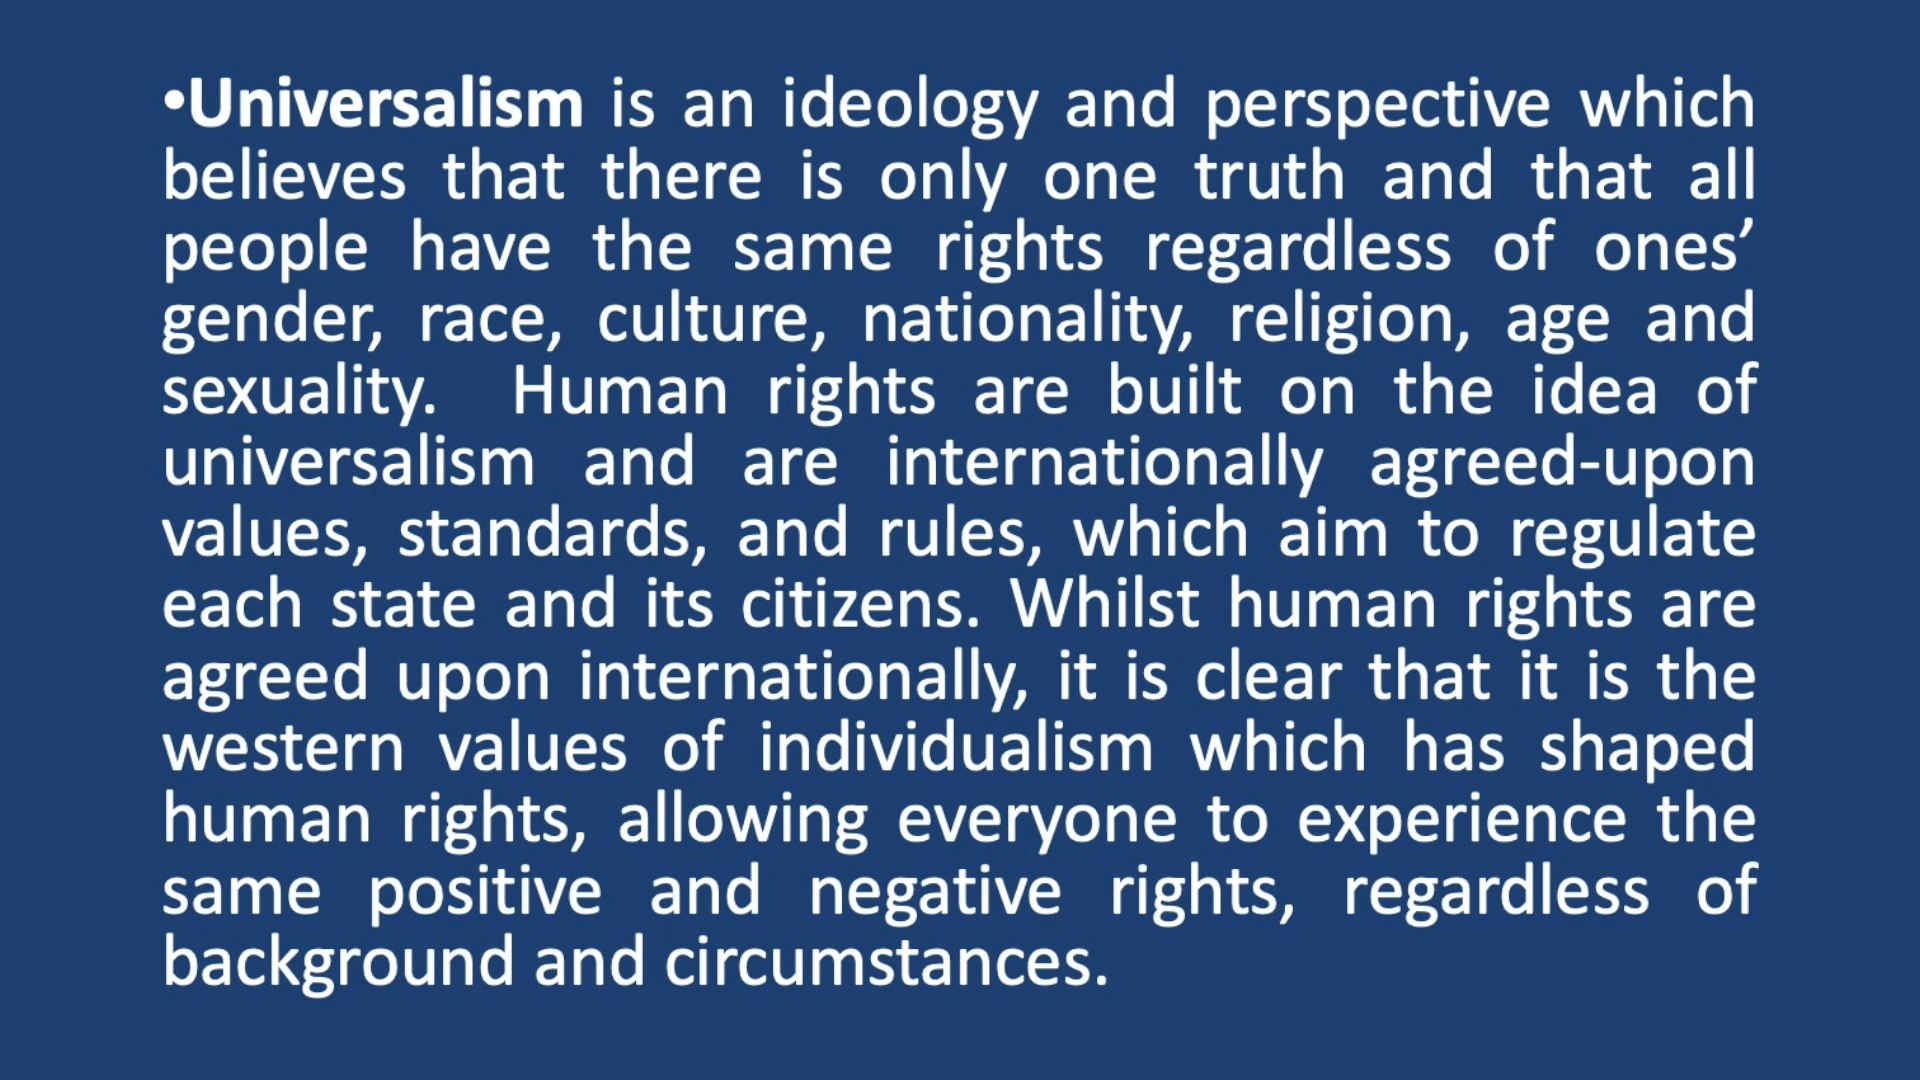 •Universalism is an ideology and perspective which
believes that there is only one truth and that all
people have the same rights regardless of ones’
gender, race, culture, nationality, religion, age and
sexuality.  Human rights are built on the idea of
universalism and are internationally agreed-upon
values, standards, and rules, which aim to regulate
each state and its citizens. Whilst human rights are
agreed upon internationally, it is clear that it is the
western values of individualism which has shaped
human rights, allowing everyone to experience the
same positive and negative rights, regardless of
background and circumstances.